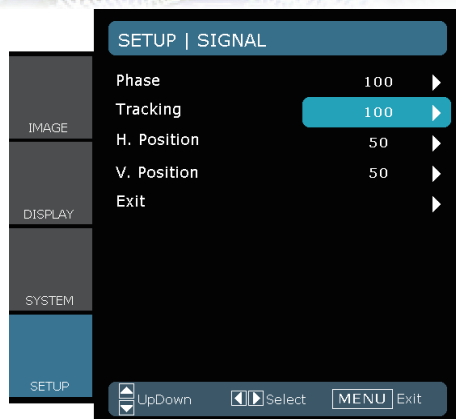 SETUP | SIGNAL
Phase 100
Tracking 100
H. Position 50
V. Position 50
Exit
IMAGE
DISPLAY
SYSTEM
SETUP
UpDown Select MENU Exit